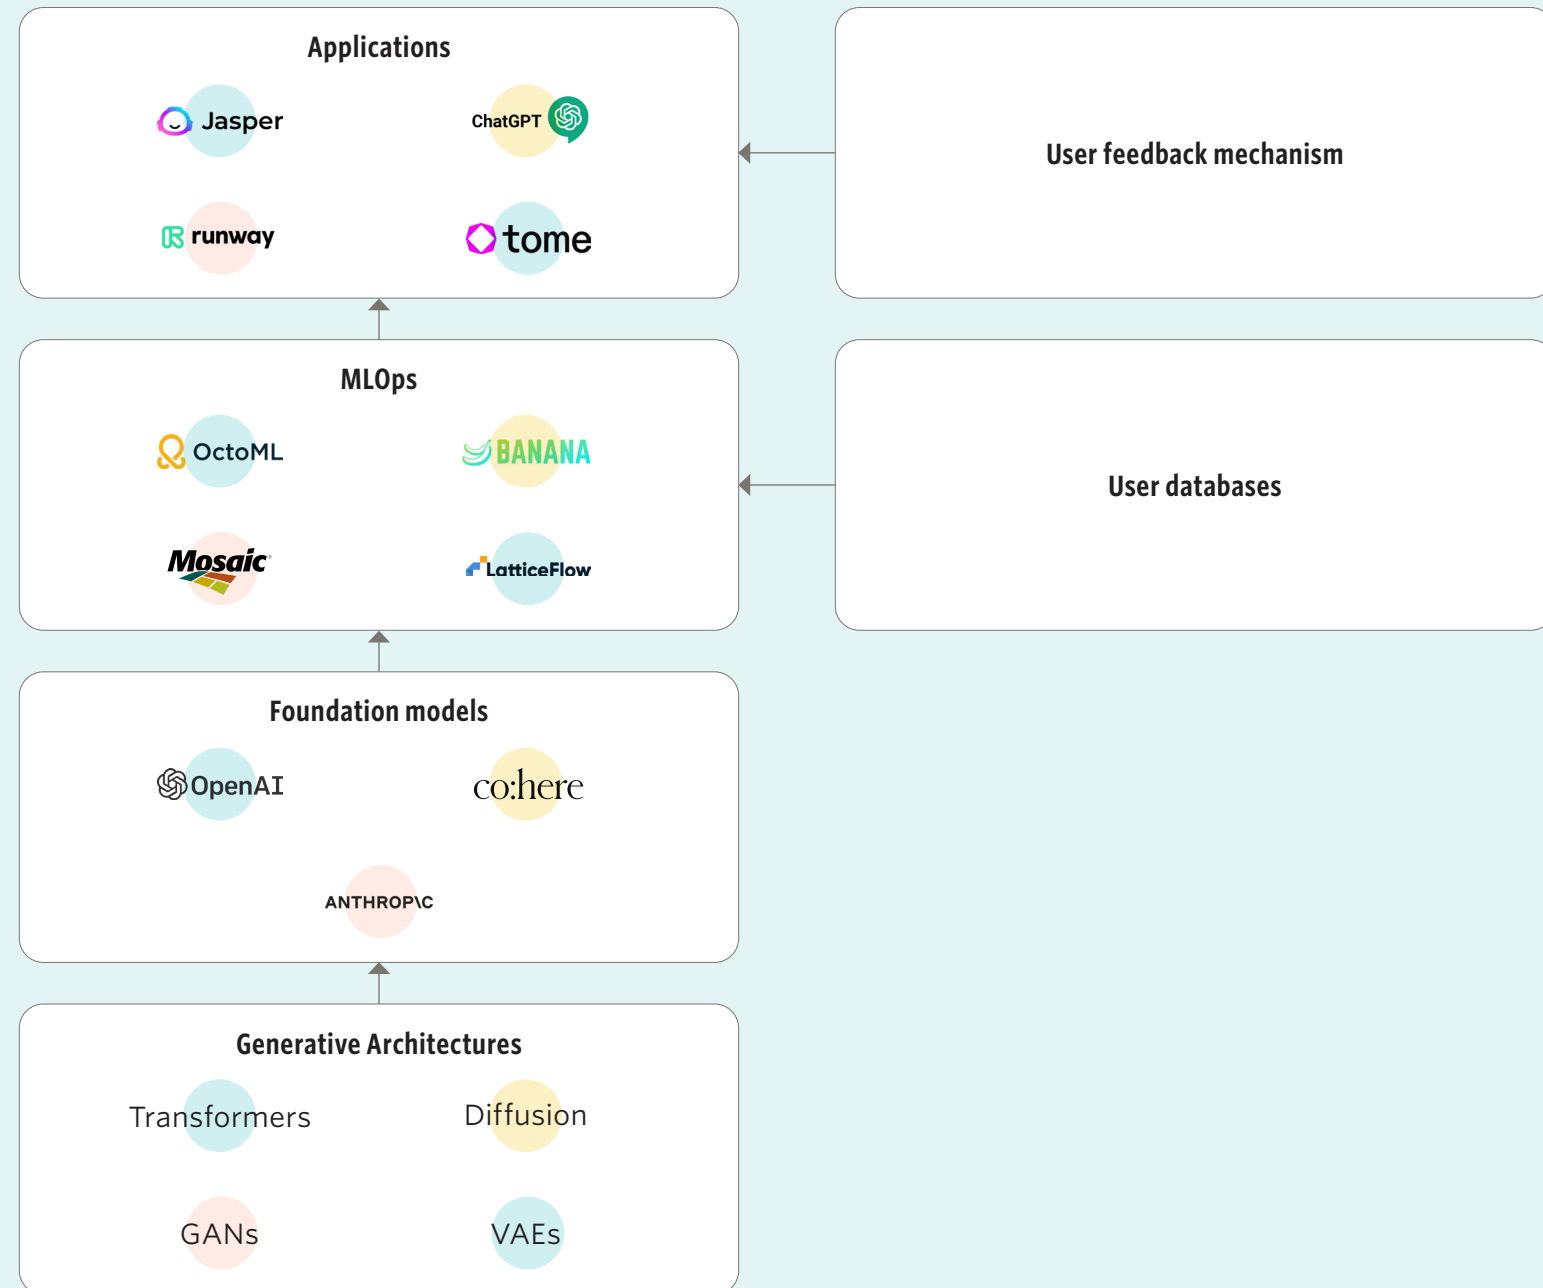 Applications
Jasper
ChatGPT
runway
tome
User feedback mechanism
MLOps
OctoML
BANANA
Mosaic®
LatticeFlow
User databases
Foundation models
OpenAI
co:here
ANTHROP\C
Generative Architectures
Transformers
Diffusion
GANs
VAEs